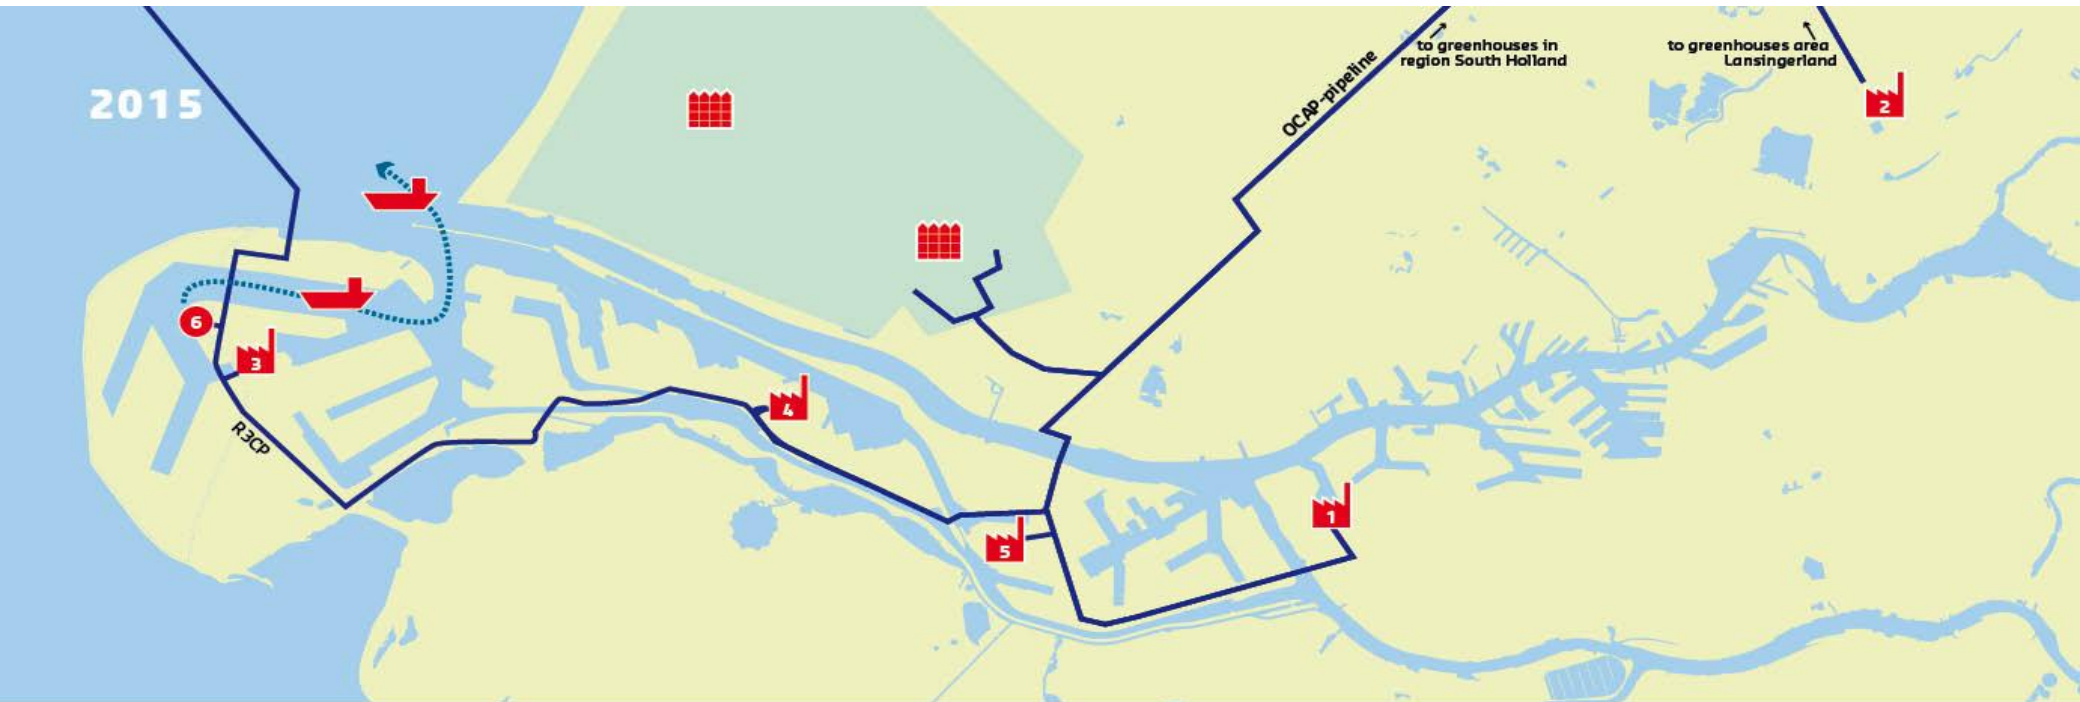 2015
to greenhouses in
region South Holland
to greenhouses area
Lansingerland
OCAP-pipeline
2
6
3
4
R3CP
1
5